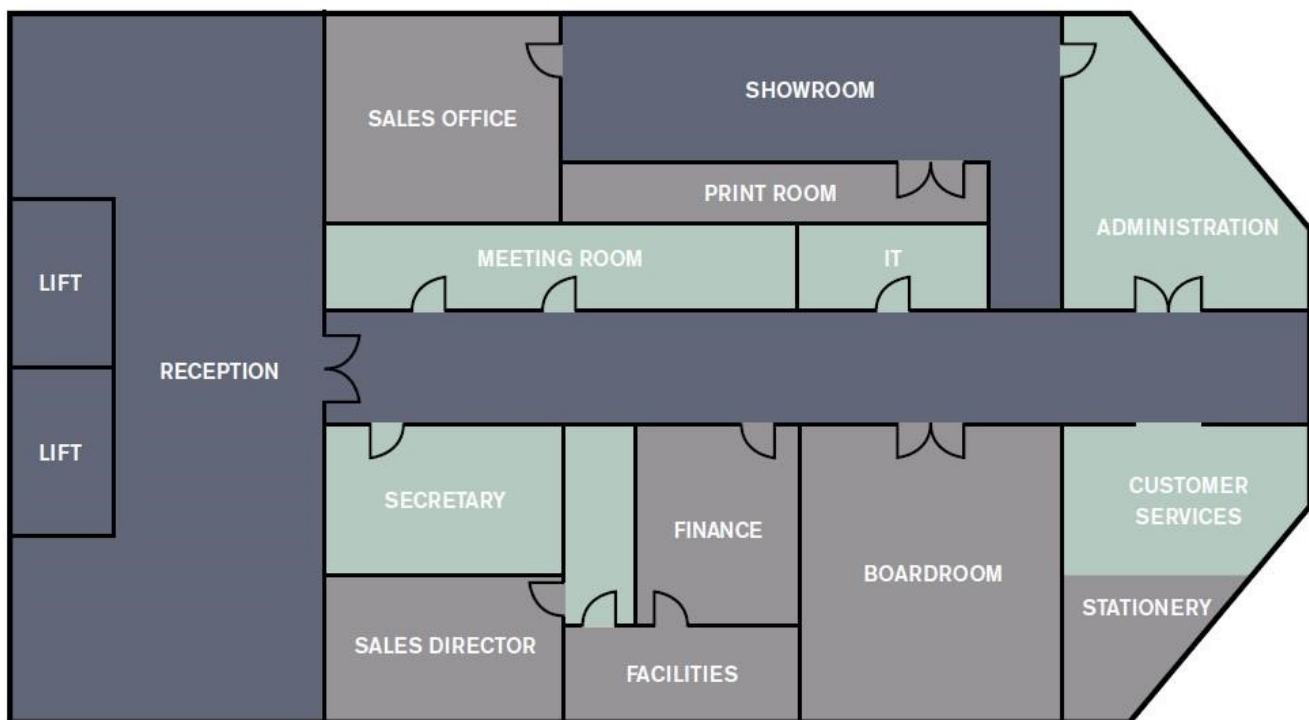 SHOWROOM
SALES OFFICE
PRINT ROOM
ADMINISTRATION
MEETING ROOM
IT
LIFT
RECEPTION
LIFT
SECRETARY
CUSTOMER
SERVICES
FINANCE
BOARDROOM
STATIONERY
SALES DIRECTOR
FACILITIES